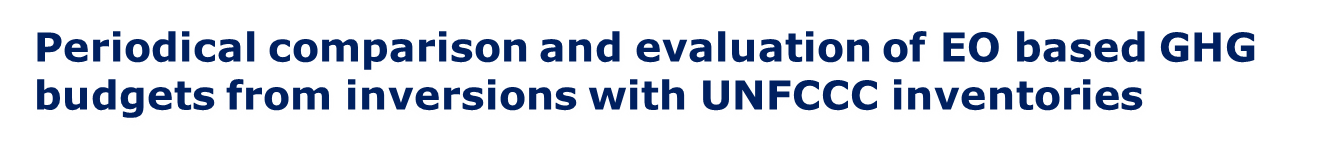 Periodical comparison and evaluation of EO based GHG
budgets from inversions with UNFCCC inventories